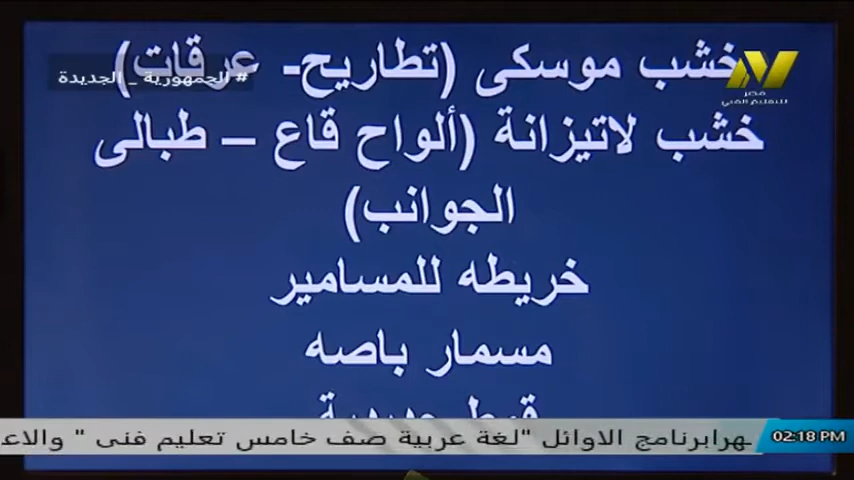 خشب موسكى (تطاريح- عرقات)
# الجمهورية _ الجديدة
مصر
للتعليم الفني
خشب لاتيزانة (ألواح قاع – طبالى
الجوانب)
خريطه للمسامير
مسمار باصه
02:18 PM
برنامج الاوائل "لغة عربية صف خامس تعليم فنى " والاع